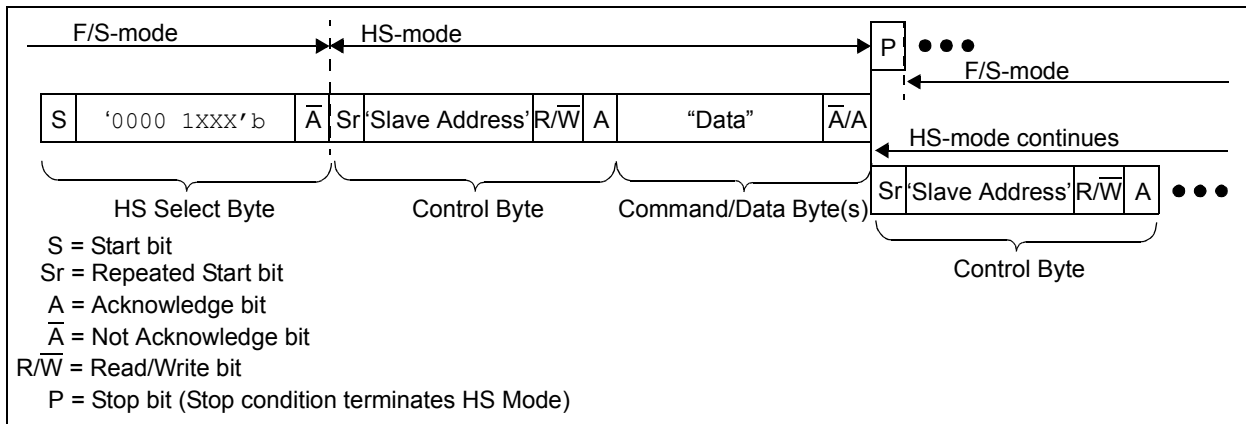 F/S-mode HS-mode P
F/S-mode
S ‘0000 1XXX’b A̅ Sr ‘Slave Address’ R/W̅ A “Data” A̅/A
HS-mode continues
Sr ‘Slave Address’ R/W̅ A
HS Select Byte Control Byte Command/Data Byte(s)
Control Byte
S = Start bit
Sr = Repeated Start bit
A = Acknowledge bit
A̅ = Not Acknowledge bit
R/W̅ = Read/Write bit
P = Stop bit (Stop condition terminates HS Mode)